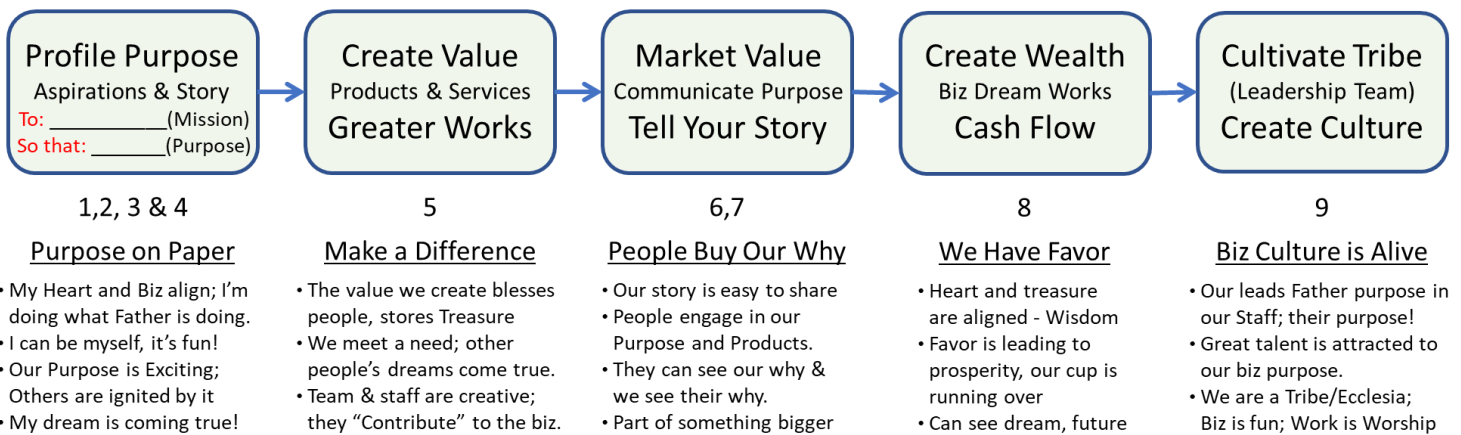 Profile Purpose
Aspirations & Story
To: ___________(Mission)
So that: _______(Purpose)
Create Value
Products & Services
Greater Works
Market Value
Communicate Purpose
Tell Your Story
Create Wealth
Biz Dream Works
Cash Flow
Cultivate Tribe
(Leadership Team)
Create Culture
1,2, 3 & 4
Purpose on Paper
• My Heart and Biz align; I’m
doing what Father is doing.
• I can be myself, it’s fun!
• Our Purpose is Exciting;
Others are ignited by it
• My dream is coming true!
5
Make a Difference
• The value we create blesses
people, stores Treasure
• We meet a need; other
people’s dreams come true.
• Team & staff are creative;
they “Contribute” to the biz.
6,7
People Buy Our Why
• Our story is easy to share
• People engage in our
Purpose and Products.
• They can see our why &
we see their why.
• Part of something bigger
8
We Have Favor
• Heart and treasure
are aligned - Wisdom
• Favor is leading to
prosperity, our cup is
running over
• Can see dream, future
9
Biz Culture is Alive
• Our leads Father purpose in
our Staff; their purpose!
• Great talent is attracted to
our biz purpose.
• We are a Tribe/Ecclesia;
Biz is fun; Work is Worship